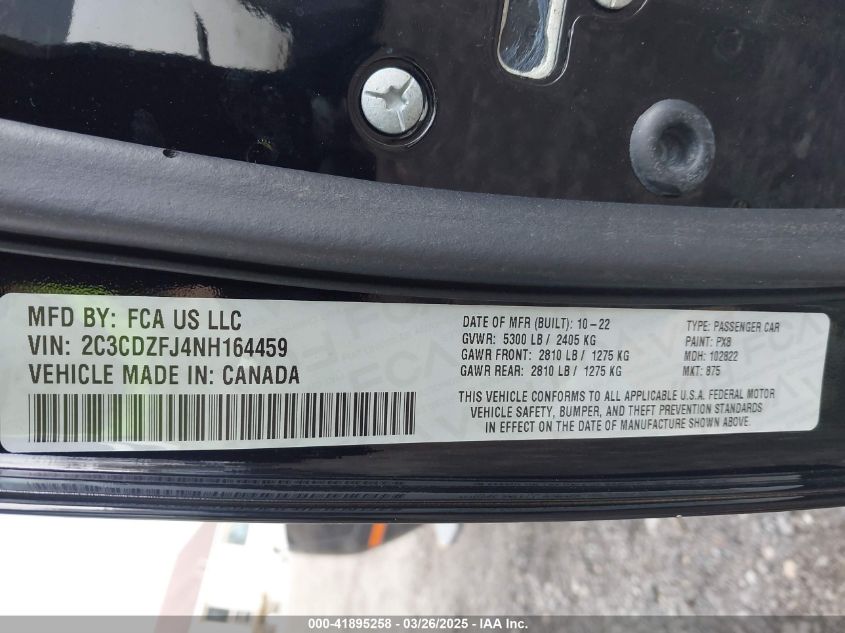 MFD BY: FCA US LLC
VIN: 2C3CDZFJ4NH164459
VEHICLE MADE IN: CANADA
DATE OF MFR (BUILT): 10-22
GVWR: 5300 LB / 2405 KG
GAWR FRONT: 2810 LB / 1275 KG
GAWR REAR: 2810 LB / 1275 KG
TYPE: PASSENGER CAR
PAINT: PX8
MDH: 102822
MKT: 875
THIS VEHICLE CONFORMS TO ALL APPLICABLE U.S.A. FEDERAL MOTOR
VEHICLE SAFETY, BUMPER, AND THEFT PREVENTION STANDARDS
IN EFFECT ON THE DATE OF MANUFACTURE SHOWN ABOVE.
000-41895258 - 03/26/2025 - IAA Inc.